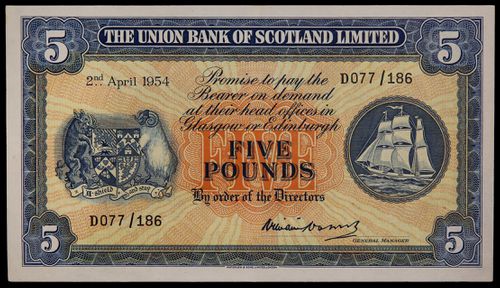 5 THE UNION BANK OF SCOTLAND LIMITED 5
2nd April 1954
Promise to pay the D077/186
Bearer on demand
at their head offices in
Glasgow or Edinburgh
FIVE
FIVE
POUNDS
By order of the Directors
D077/186
GENERAL MANAGER
5 5